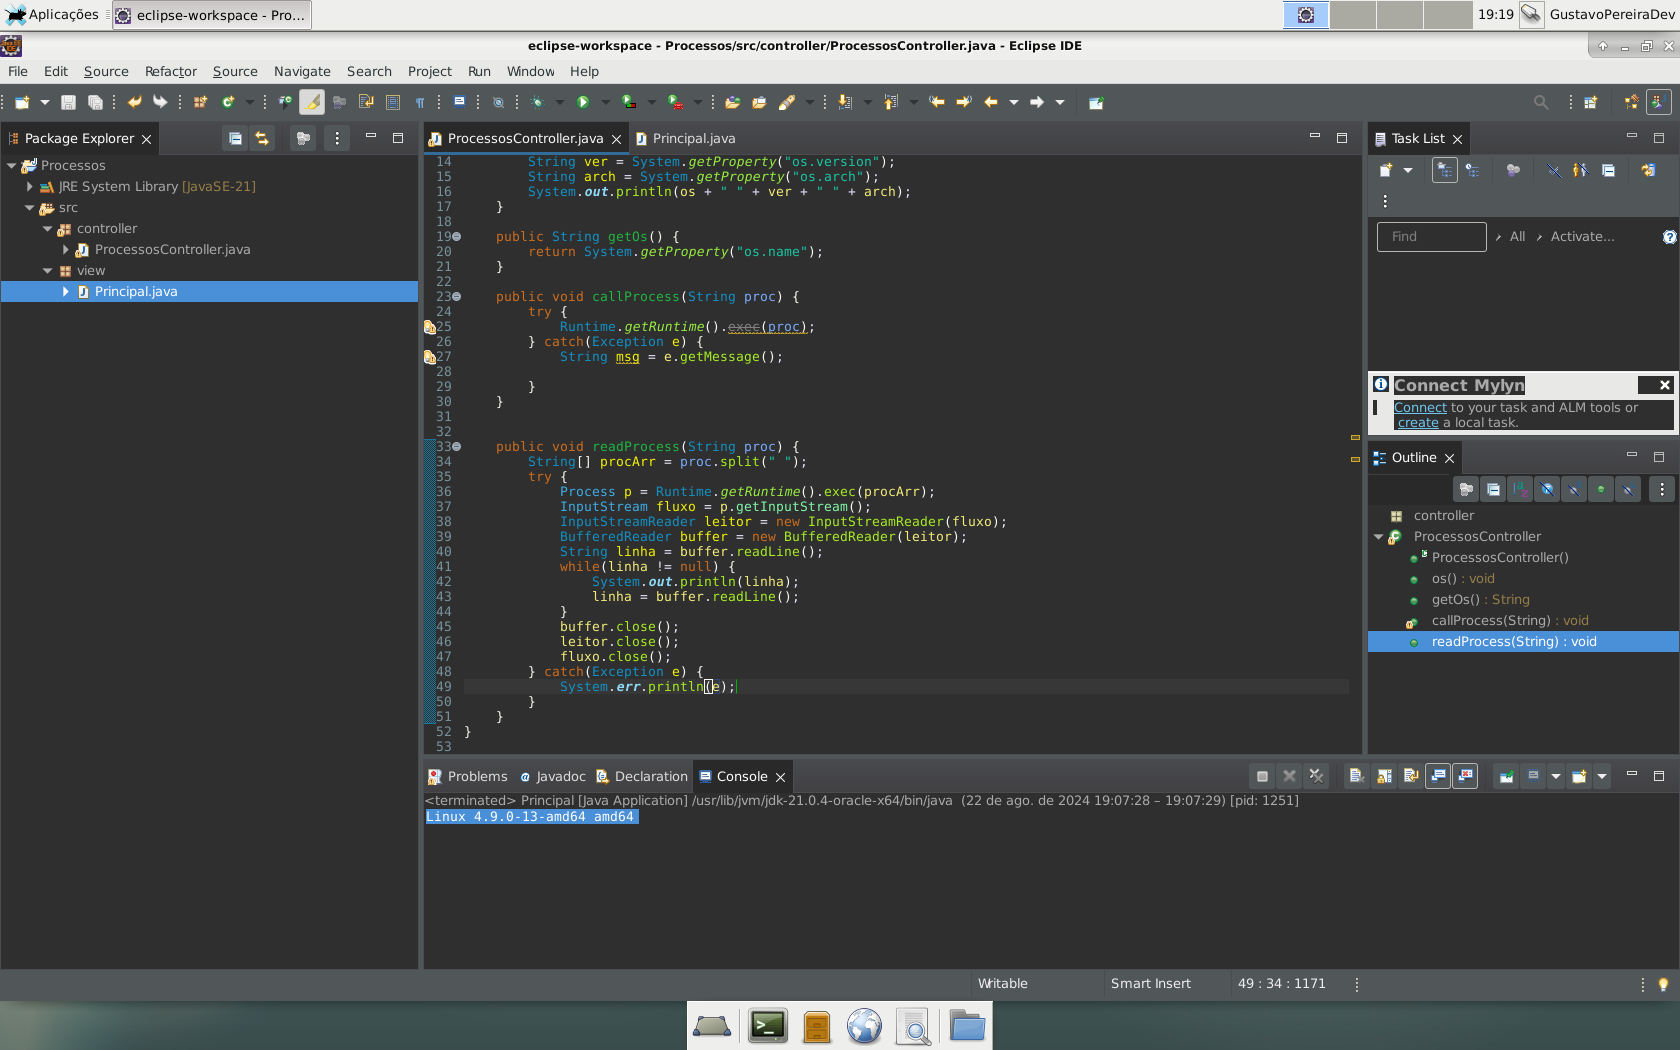 Aplicações
eclipse-workspace - Pro...
19:19
GustavoPereiraDev
eclipse-workspace - Processos/src/controller/ProcessosController.java - Eclipse IDE
File Edit Source Refactor Source Navigate Search Project Run Window Help
Package Explorer
Processos
JRE System Library [JavaSE-21]
src
controller
ProcessosController.java
view
Principal.java
ProcessosController.java Principal.java
14 String ver = System.getProperty("os.version");
15 String arch = System.getProperty("os.arch");
16 System.out.println(os + " " + ver + " " + arch);
17 }
18
19 public String getOs() {
20 return System.getProperty("os.name");
21 }
22
23 public void callProcess(String proc) {
24 try {
25 Runtime.getRuntime().exec(proc);
26 } catch(Exception e) {
27 String msg = e.getMessage();
28
29 }
30 }
31
32
33 public void readProcess(String proc) {
34 String[] procArr = proc.split(" ");
35 try {
36 Process p = Runtime.getRuntime().exec(procArr);
37 InputStream fluxo = p.getInputStream();
38 InputStreamReader leitor = new InputStreamReader(fluxo);
39 BufferedReader buffer = new BufferedReader(leitor);
40 String linha = buffer.readLine();
41 while(linha != null) {
42 System.out.println(linha);
43 linha = buffer.readLine();
44 }
45 buffer.close();
46 leitor.close();
47 fluxo.close();
48 } catch(Exception e) {
49 System.err.println(e);
50 }
51 }
52 }
53
Task List
Find All Activate...
Connect Mylyn
Connect to your task and ALM tools or
create a local task.
Outline
controller
ProcessosController
ProcessosController()
os() : void
getOs() : String
callProcess(String) : void
readProcess(String) : void
Problems Javadoc Declaration Console
<terminated> Principal [Java Application] /usr/lib/jvm/jdk-21.0.4-oracle-x64/bin/java (22 de ago. de 2024 19:07:28 – 19:07:29) [pid: 1251]
Linux 4.9.0-13-amd64 amd64
Writable Smart Insert 49 : 34 : 1171